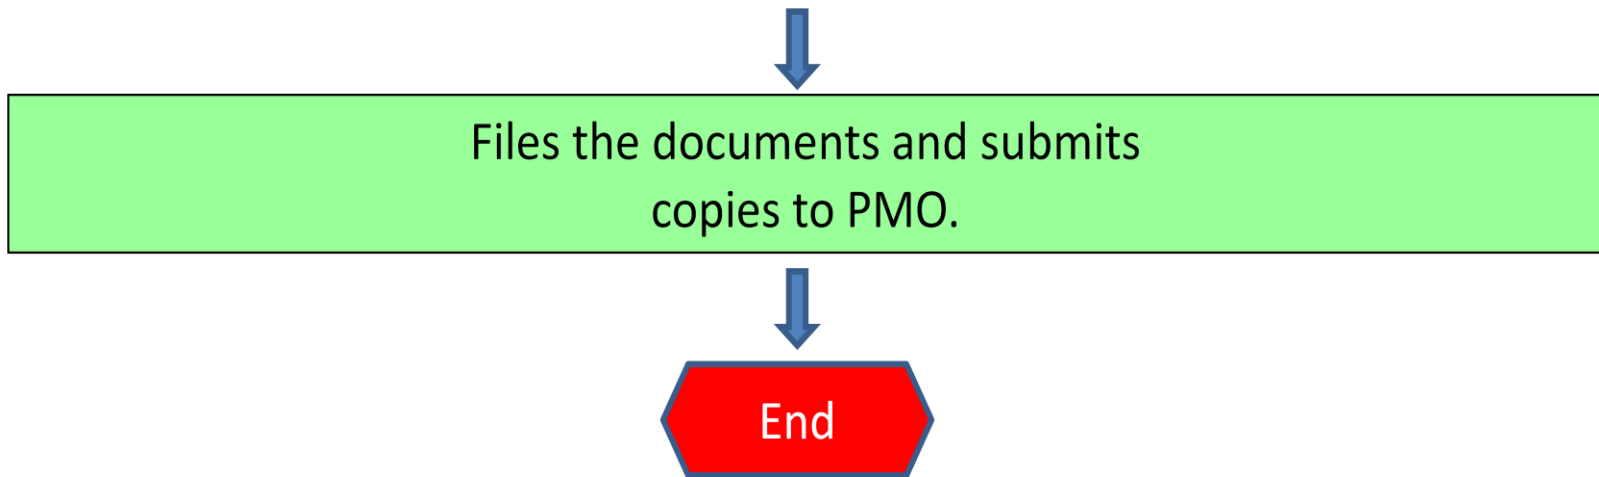 Files the documents and submits
copies to PMO.
End